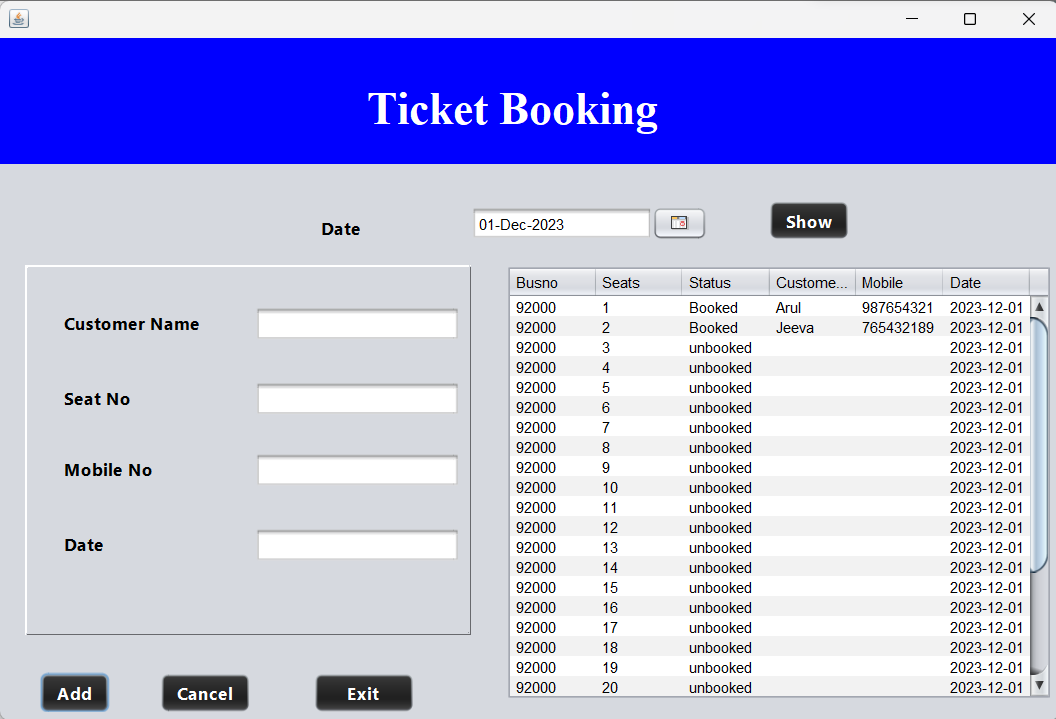 Ticket Booking
Date 01-Dec-2023 Show
Customer Name
Seat No
Mobile No
Date
Add Cancel Exit
Busno Seats Status Custome... Mobile Date
92000 1 Booked Arul 987654321 2023-12-01
92000 2 Booked Jeeva 765432189 2023-12-01
92000 3 unbooked 2023-12-01
92000 4 unbooked 2023-12-01
92000 5 unbooked 2023-12-01
92000 6 unbooked 2023-12-01
92000 7 unbooked 2023-12-01
92000 8 unbooked 2023-12-01
92000 9 unbooked 2023-12-01
92000 10 unbooked 2023-12-01
92000 11 unbooked 2023-12-01
92000 12 unbooked 2023-12-01
92000 13 unbooked 2023-12-01
92000 14 unbooked 2023-12-01
92000 15 unbooked 2023-12-01
92000 16 unbooked 2023-12-01
92000 17 unbooked 2023-12-01
92000 18 unbooked 2023-12-01
92000 19 unbooked 2023-12-01
92000 20 unbooked 2023-12-01